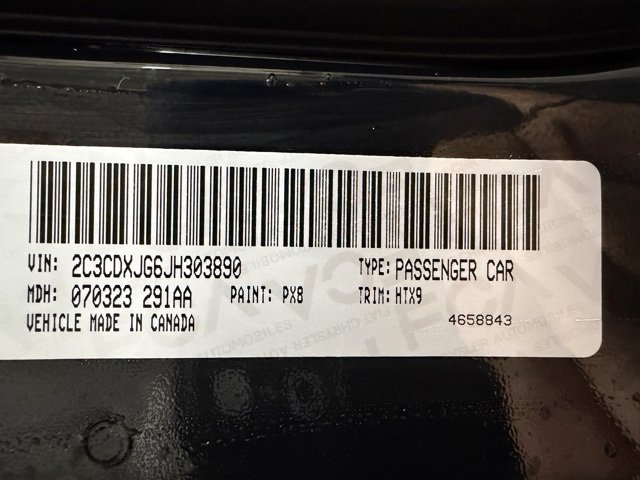 VIN: 2C3CDXJG6JH303890 TYPE: PASSENGER CAR
MDH: 070323 291AA PAINT: PX8 TRIM: HTX9
VEHICLE MADE IN CANADA 4658843